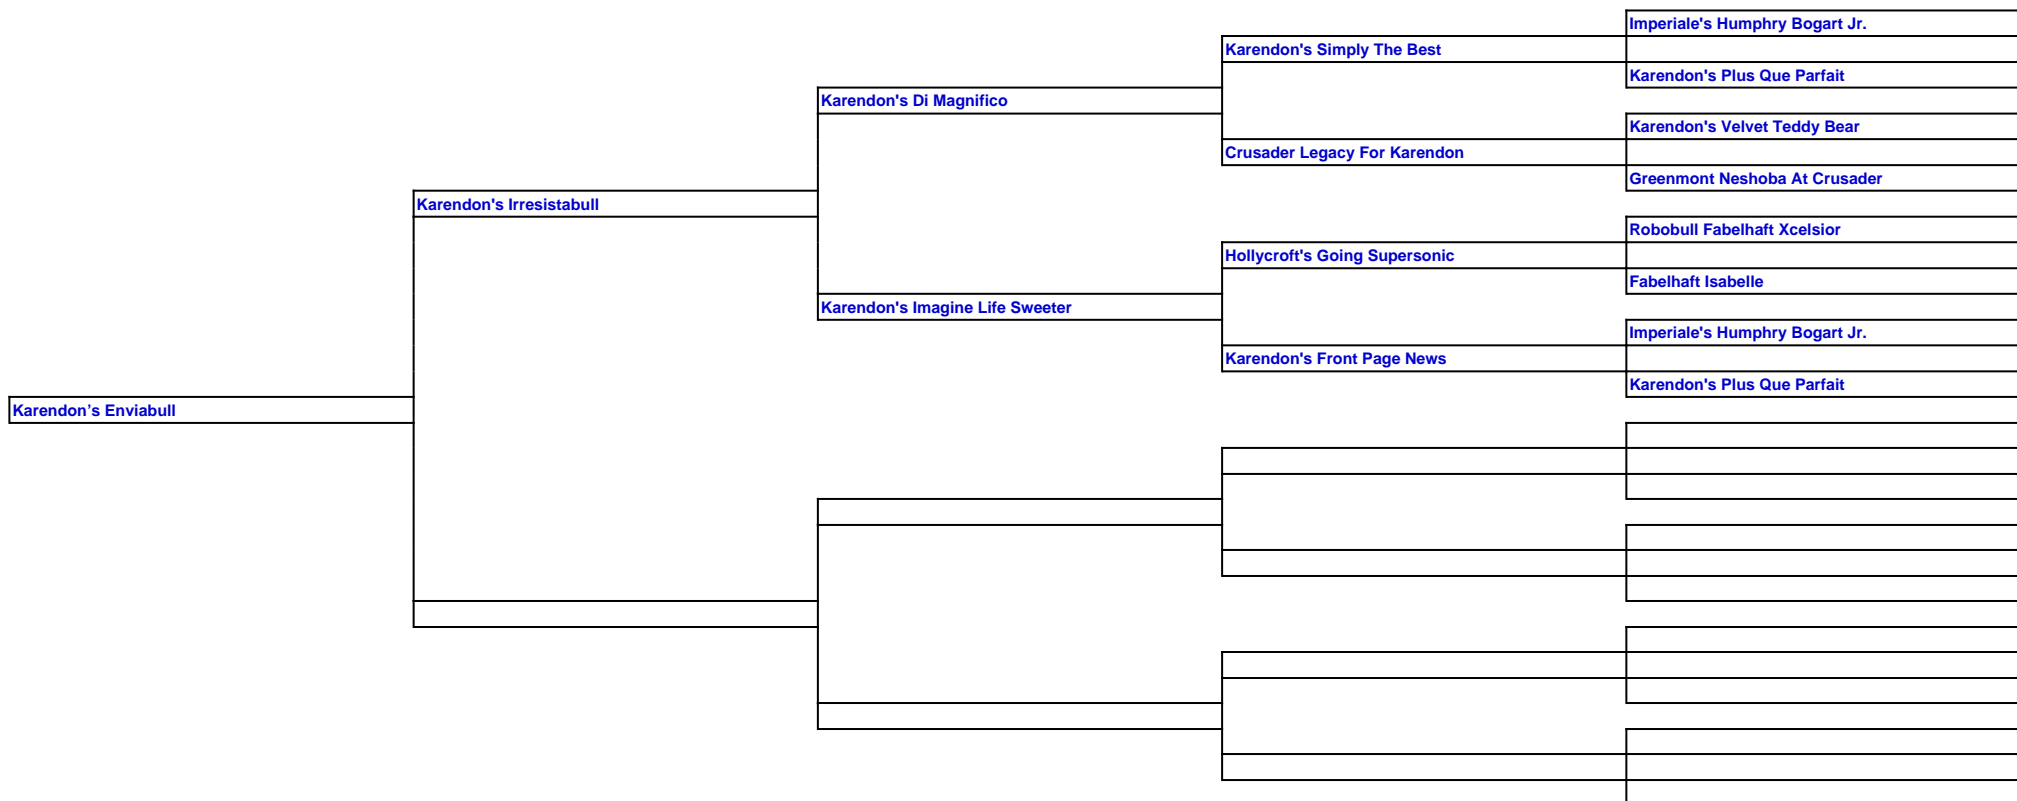 Imperiale's Humphry Bogart Jr.
Karendon's Simply The Best
Karendon's Plus Que Parfait
Karendon's Di Magnifico
Karendon's Velvet Teddy Bear
Crusader Legacy For Karendon
Greenmont Neshoba At Crusader
Karendon's Irresistabull
Robobull Fabelhaft Xcelsior
Hollycroft's Going Supersonic
Fabelhaft Isabelle
Karendon's Imagine Life Sweeter
Imperiale's Humphry Bogart Jr.
Karendon's Front Page News
Karendon's Plus Que Parfait
Karendon’s Enviabull